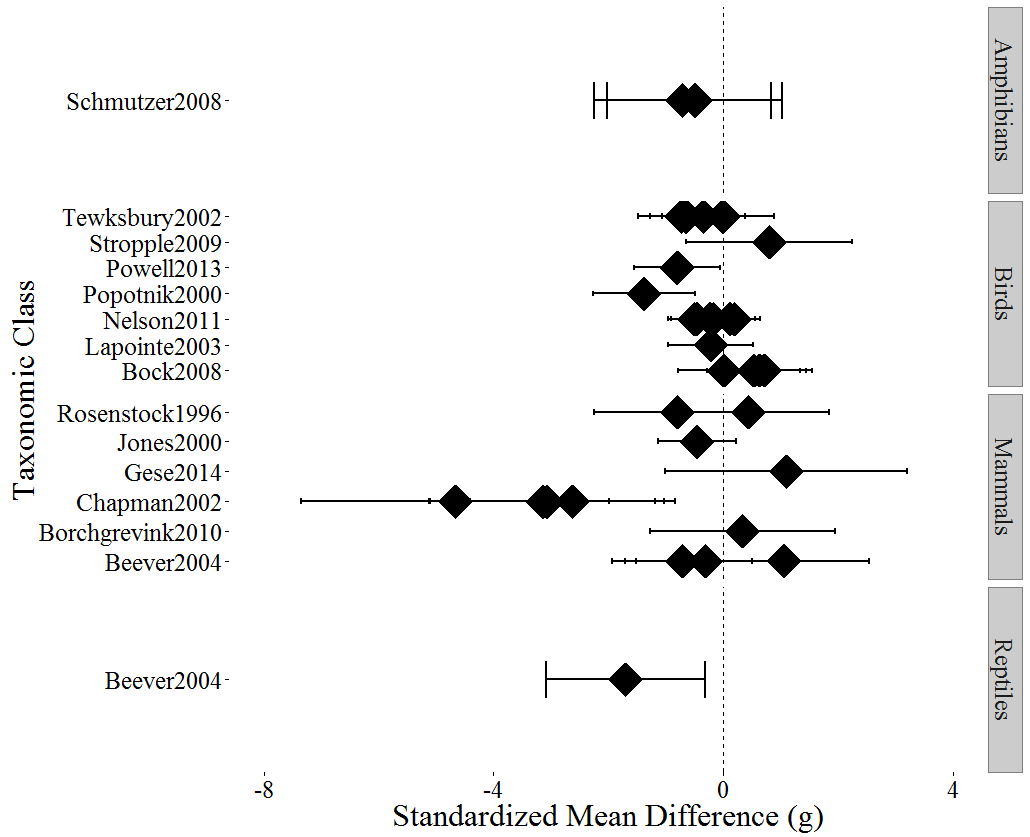 Taxonomic Class
Amphibians
Schmutzer2008
Birds
Tewksbury2002
Stropple2009
Powell2013
Popotnik2000
Nelson2011
Lapointe2003
Bock2008
Mammals
Rosenstock1996
Jones2000
Gese2014
Chapman2002
Borchgrevink2010
Beever2004
Reptiles
Beever2004
-8 -4 0 4
Standardized Mean Difference (g)